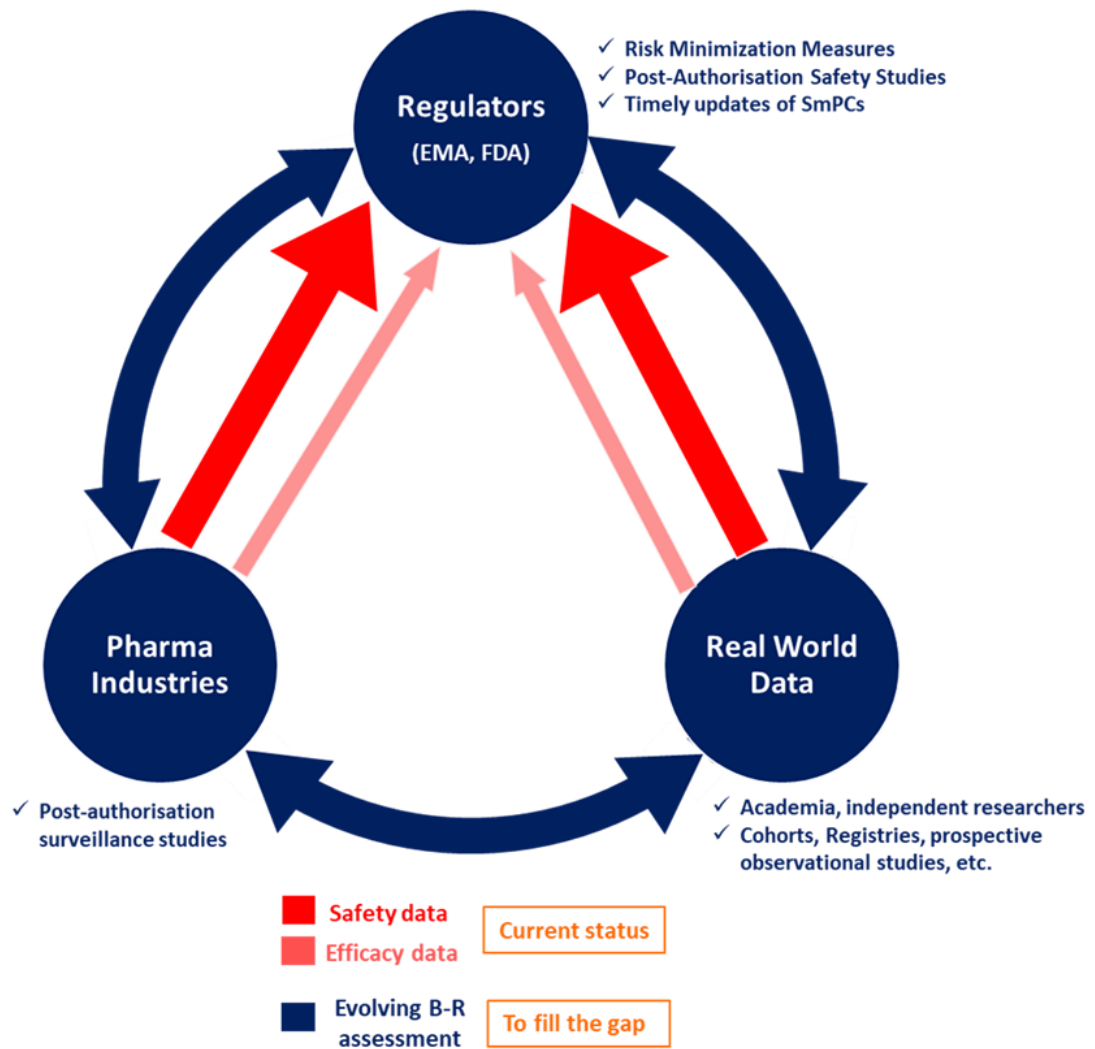 Regulators
(EMA, FDA)
✓ Risk Minimization Measures
✓ Post-Authorisation Safety Studies
✓ Timely updates of SmPCs
Pharma
Industries
✓ Post-authorisation
surveillance studies
Real World
Data
✓ Academia, independent researchers
✓ Cohorts, Registries, prospective
observational studies, etc.
Safety data
Efficacy data
Current status
Evolving B-R
assessment
To fill the gap